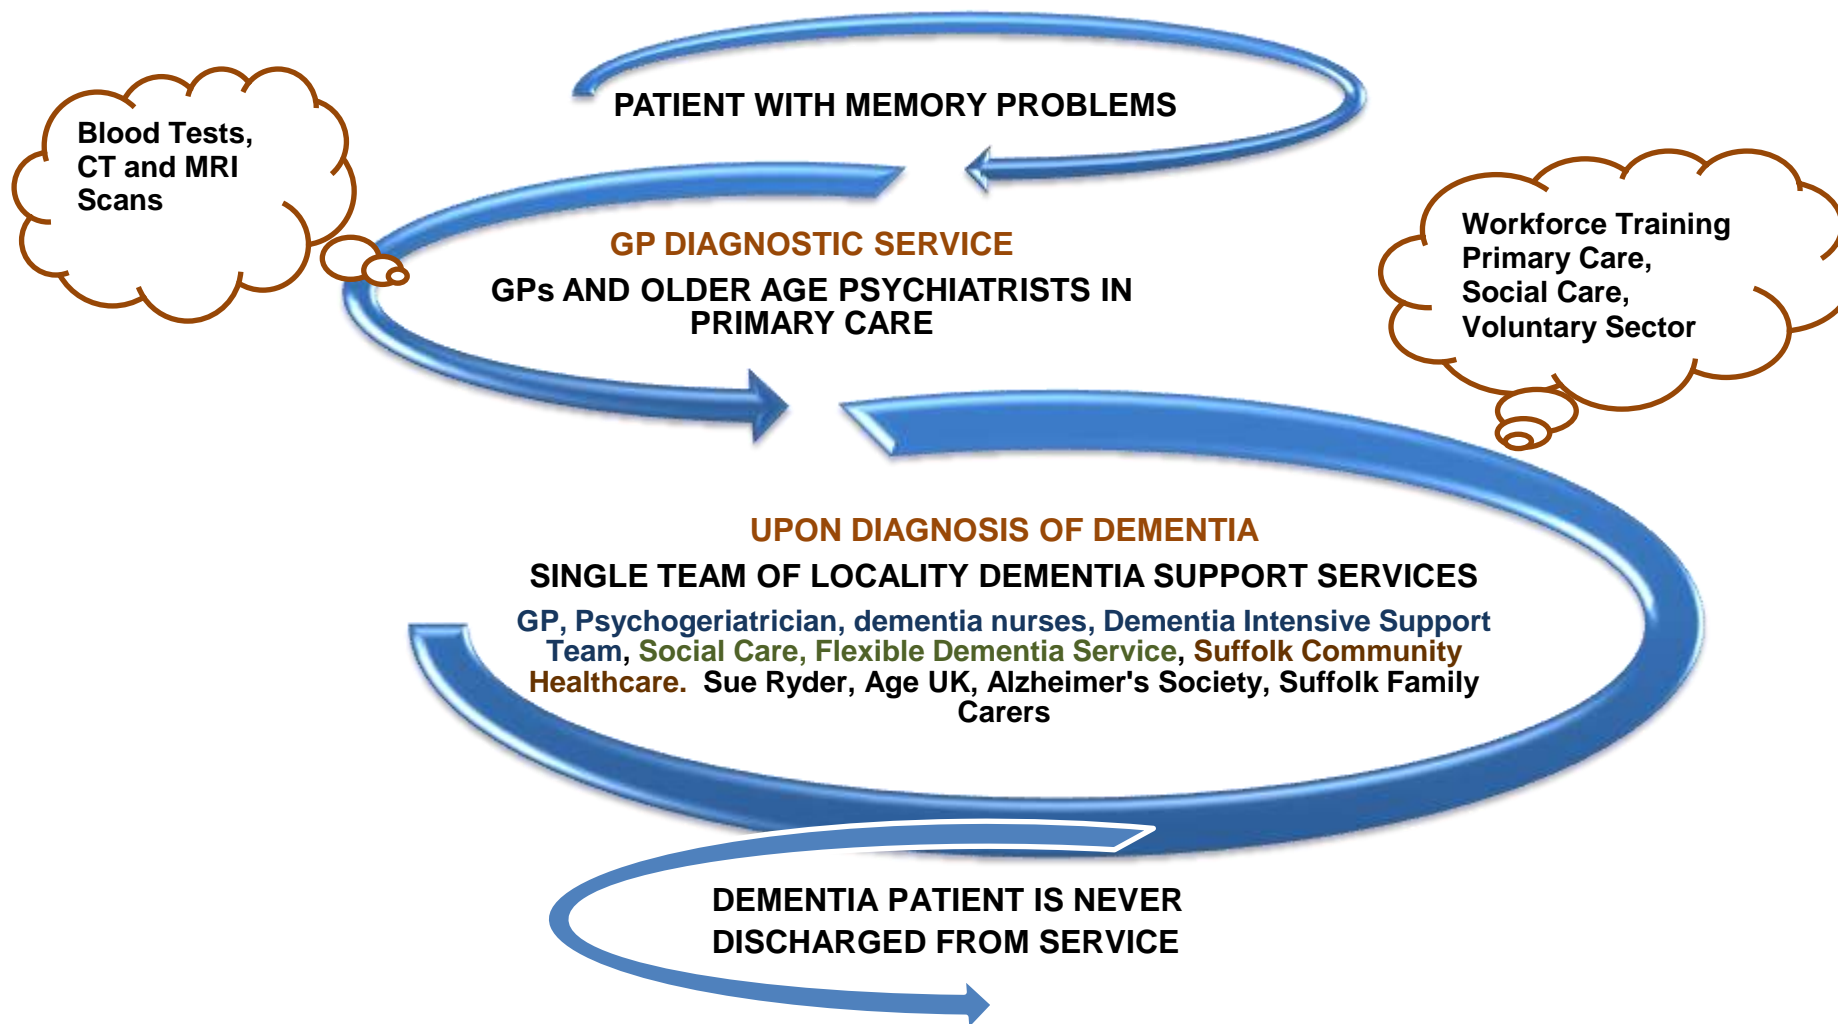 PATIENT WITH MEMORY PROBLEMS
Blood Tests,
CT and MRI
Scans
GP DIAGNOSTIC SERVICE
GPs AND OLDER AGE PSYCHIATRISTS IN
PRIMARY CARE
Workforce Training
Primary Care,
Social Care,
Voluntary Sector
UPON DIAGNOSIS OF DEMENTIA
SINGLE TEAM OF LOCALITY DEMENTIA SUPPORT SERVICES
GP, Psychogeriatrician, dementia nurses, Dementia Intensive Support
Team, Social Care, Flexible Dementia Service, Suffolk Community
Healthcare.  Sue Ryder, Age UK, Alzheimer's Society, Suffolk Family
Carers
DEMENTIA PATIENT IS NEVER
DISCHARGED FROM SERVICE